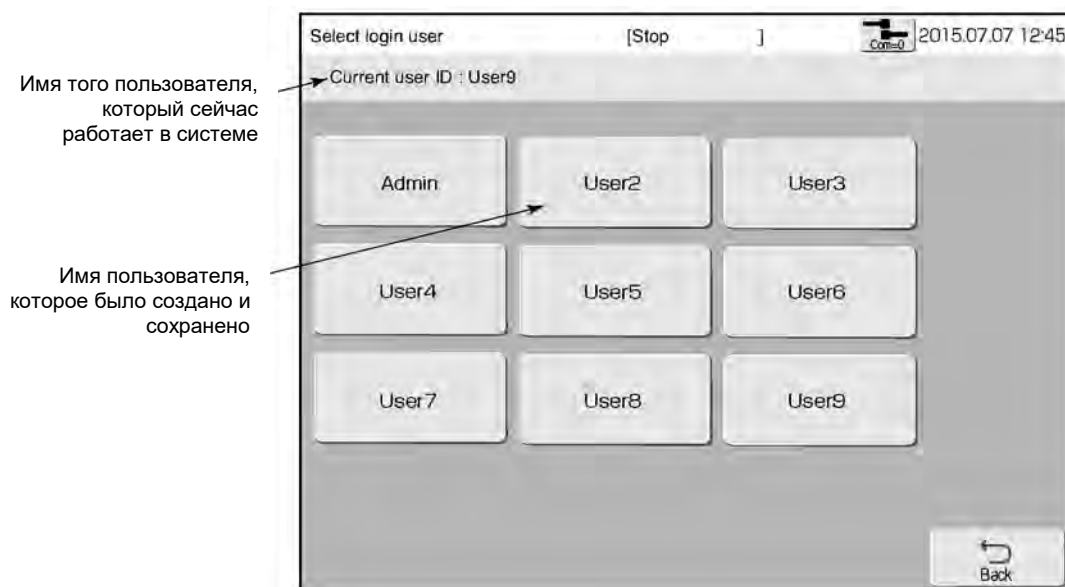 Select login user [Stop ] Com=0 2015.07.07 12:45
Current user ID : User9
Имя того пользователя,
который сейчас
работает в системе
Admin User2 User3
Имя пользователя,
которое было создано и
сохранено
User4 User5 User6
User7 User8 User9
Back